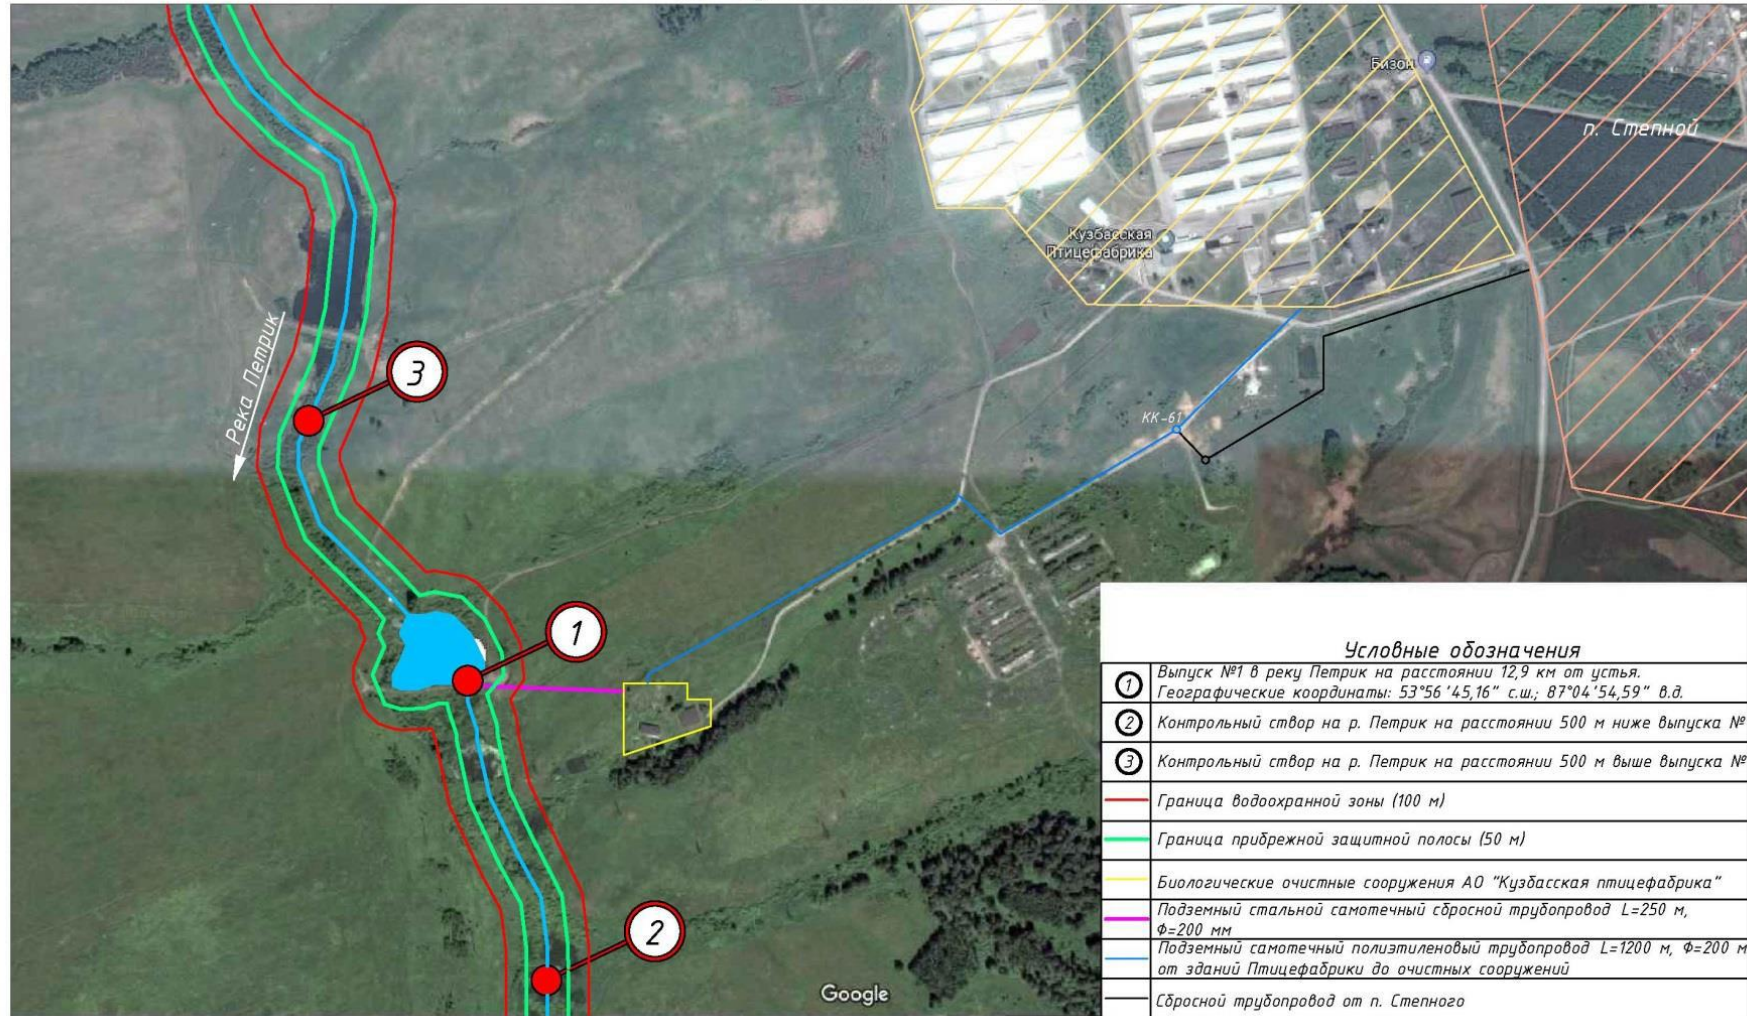 Бизон
п. Степной
Кузбасская
Птицефабрика
Река Петрик
3
КК-61
1
2
Google
Условные обозначения
1 Выпуск №1 в реку Петрик на расстоянии 12,9 км от устья.
Географические координаты: 53°56'45,16" с.ш.; 87°04'54,59" в.д.
2 Контрольный створ на р. Петрик на расстоянии 500 м ниже выпуска №
3 Контрольный створ на р. Петрик на расстоянии 500 м выше выпуска №
Граница водоохранной зоны (100 м)
Граница прибрежной защитной полосы (50 м)
Биологические очистные сооружения АО "Кузбасская птицефабрика"
Подземный стальной самотечный сбросной трубопровод L=250 м,
Ф=200 мм
Подземный самотечный полиэтиленовый трубопровод L=1200 м, Ф=200 м
от зданий Птицефабрики до очистных сооружений
Сбросной трубопровод от п. Степного